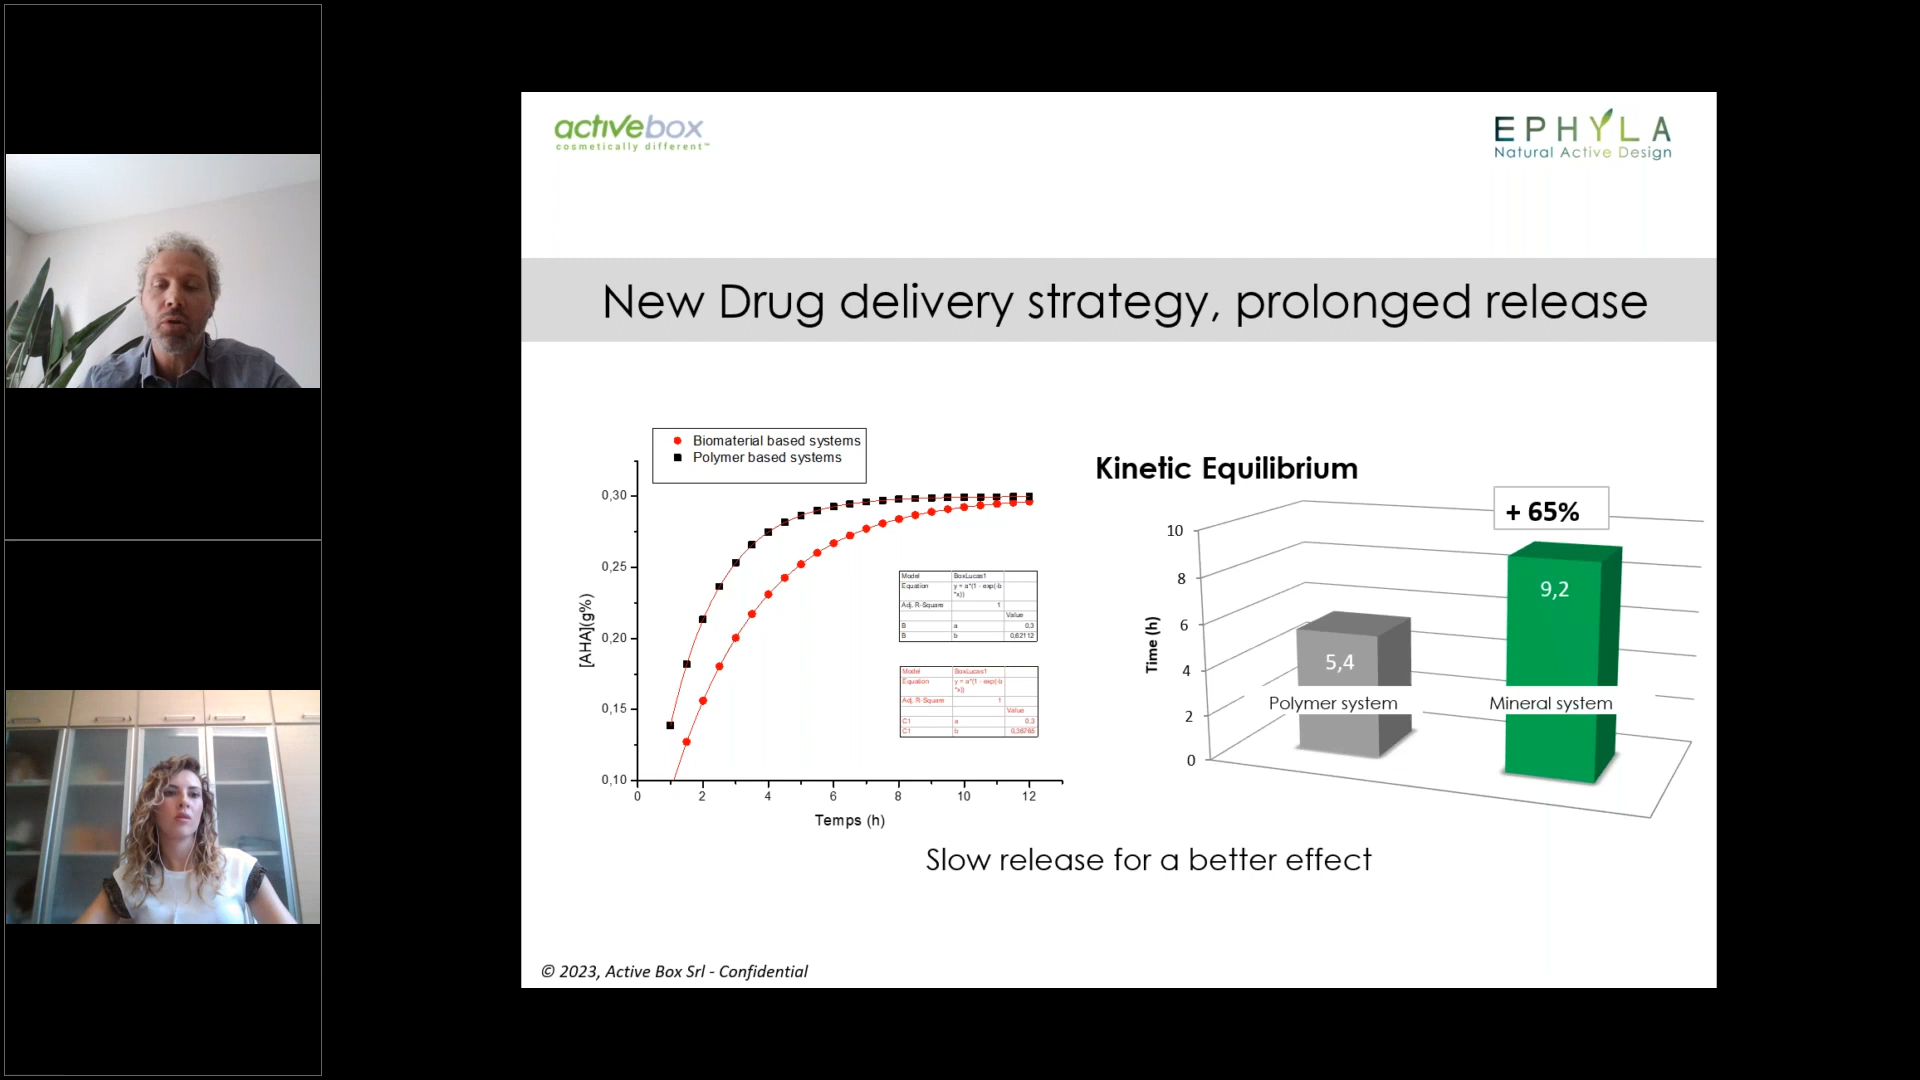 activebox
cosmetically different™
EPHYLA
Natural Active Design
New Drug delivery strategy, prolonged release
Biomaterial based systems
Polymer based systems
0,30
0,25
0,20
0,15
0,10
[AHA](g%)
0 2 4 6 8 10 12
Temps (h)
Model BoxLucas1
Equation y = a*(1 - exp(-b
*x))
Adj. R-Square 1
Value
B a 0,3
B b 0,62112
Model BoxLucas1
Equation y = a*(1 - exp(-b
*x))
Adj. R-Square 1
Value
C1 a 0,3
C1 b 0,36765
Kinetic Equilibrium
+ 65%
10
8
6
4
2
0
Time (h)
5,4
9,2
Polymer system
Mineral system
Slow release for a better effect
© 2023, Active Box Srl - Confidential